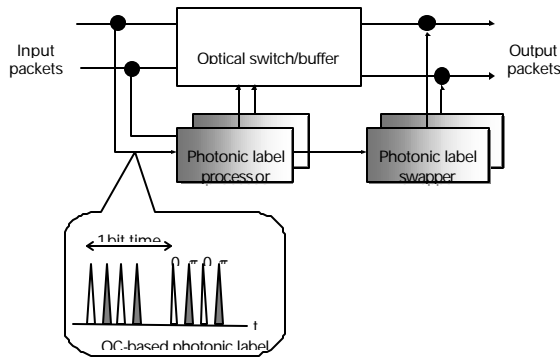 Input
packets
Optical switch/buffer
Output
packets
Photonic label
processor
Photonic label
swapper
1bit time
0 π 0 π
t
OC-based photonic label